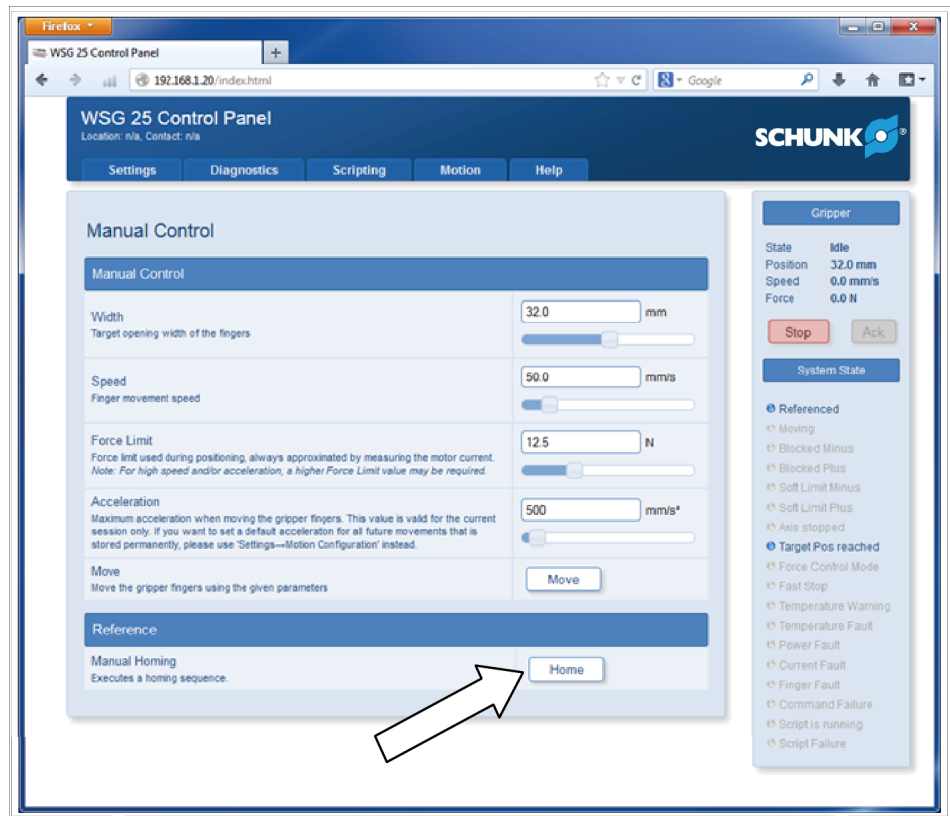 Firefox
WSG 25 Control Panel
192.168.1.20/index.html
Google
WSG 25 Control Panel
Location: n/a, Contact: n/a
SCHUNK
®
Settings Diagnostics Scripting Motion Help
Manual Control
Manual Control
Width
Target opening width of the fingers
32.0 mm
Speed
Finger movement speed
50.0 mm/s
Force Limit
Force limit used during positioning, always approximated by measuring the motor current.
Note: For high speed and/or acceleration, a higher Force Limit value may be required.
12.5 N
Acceleration
Maximum acceleration when moving the gripper fingers. This value is valid for the current
session only. If you want to set a default acceleraton for all future movements that is
stored permanently, please use 'Settings→Motion Configuration' instead.
500 mm/s²
Move
Move the gripper fingers using the given parameters
Move
Reference
Manual Homing
Executes a homing sequence.
Home
Gripper
State Idle
Position 32.0 mm
Speed 0.0 mm/s
Force 0.0 N
Stop Ack
System State
Referenced
Moving
Blocked Minus
Blocked Plus
Soft Limit Minus
Soft Limit Plus
Axis stopped
Target Pos reached
Force Control Mode
Fast Stop
Temperature Warning
Temperature Fault
Power Fault
Current Fault
Finger Fault
Command Failure
Script is running
Script Failure